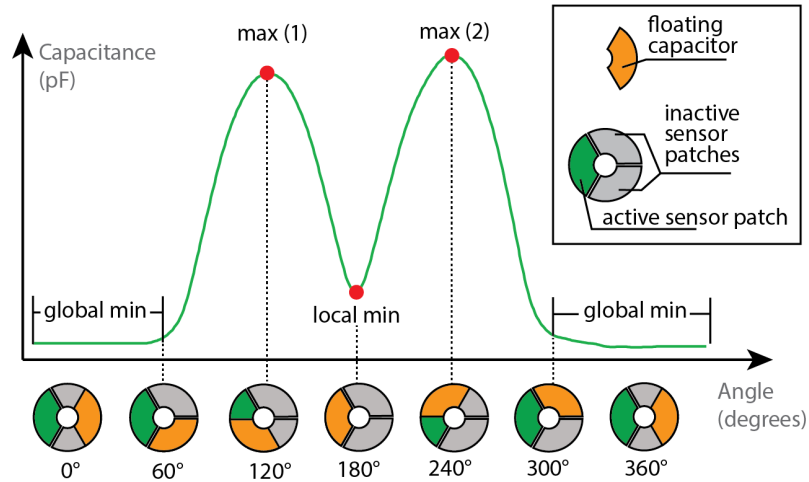 Capacitance
(pF)
max (1)
max (2)
floating
capacitor
inactive
sensor
patches
active sensor patch
global min
local min
global min
Angle
(degrees)
0°
60°
120°
180°
240°
300°
360°